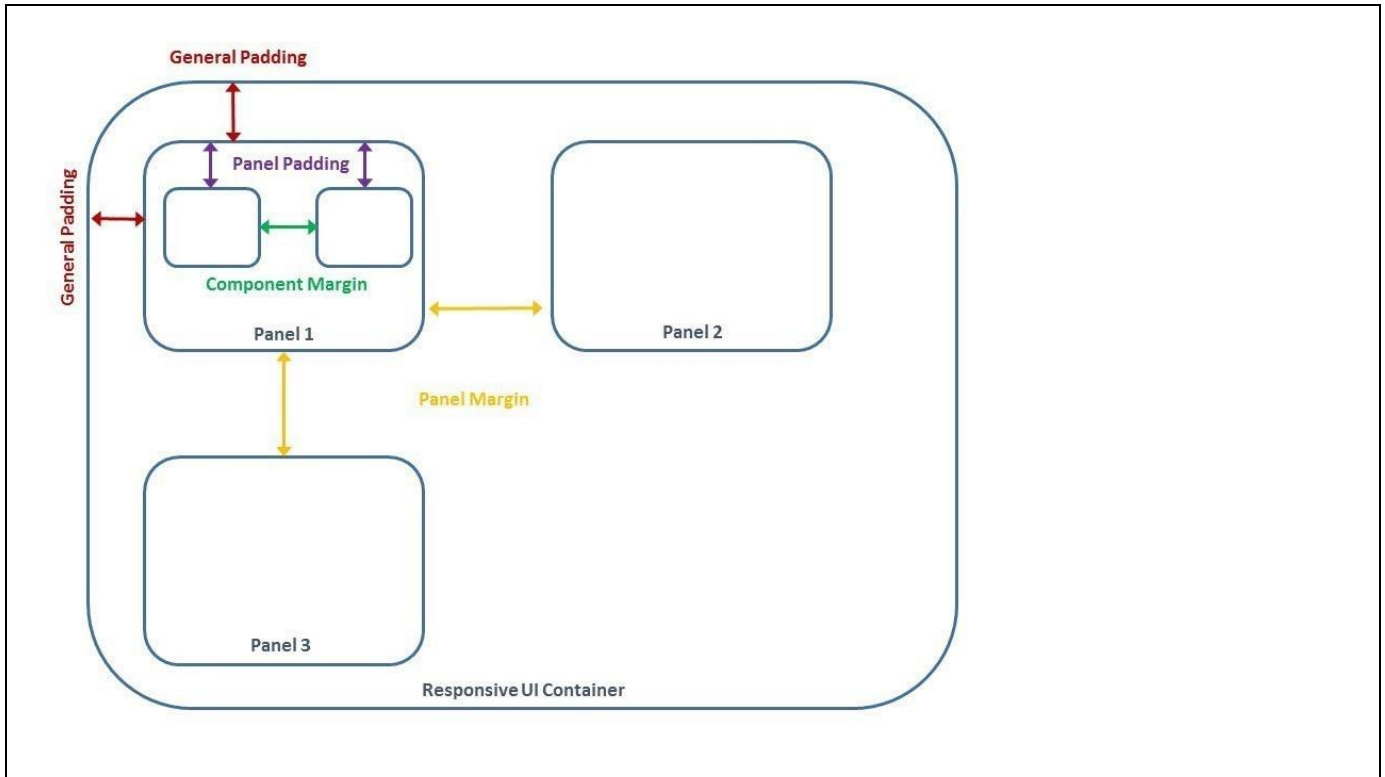 General Padding
General Padding
Panel Padding
Component Margin
Panel 1
Panel 2
Panel Margin
Panel 3
Responsive UI Container